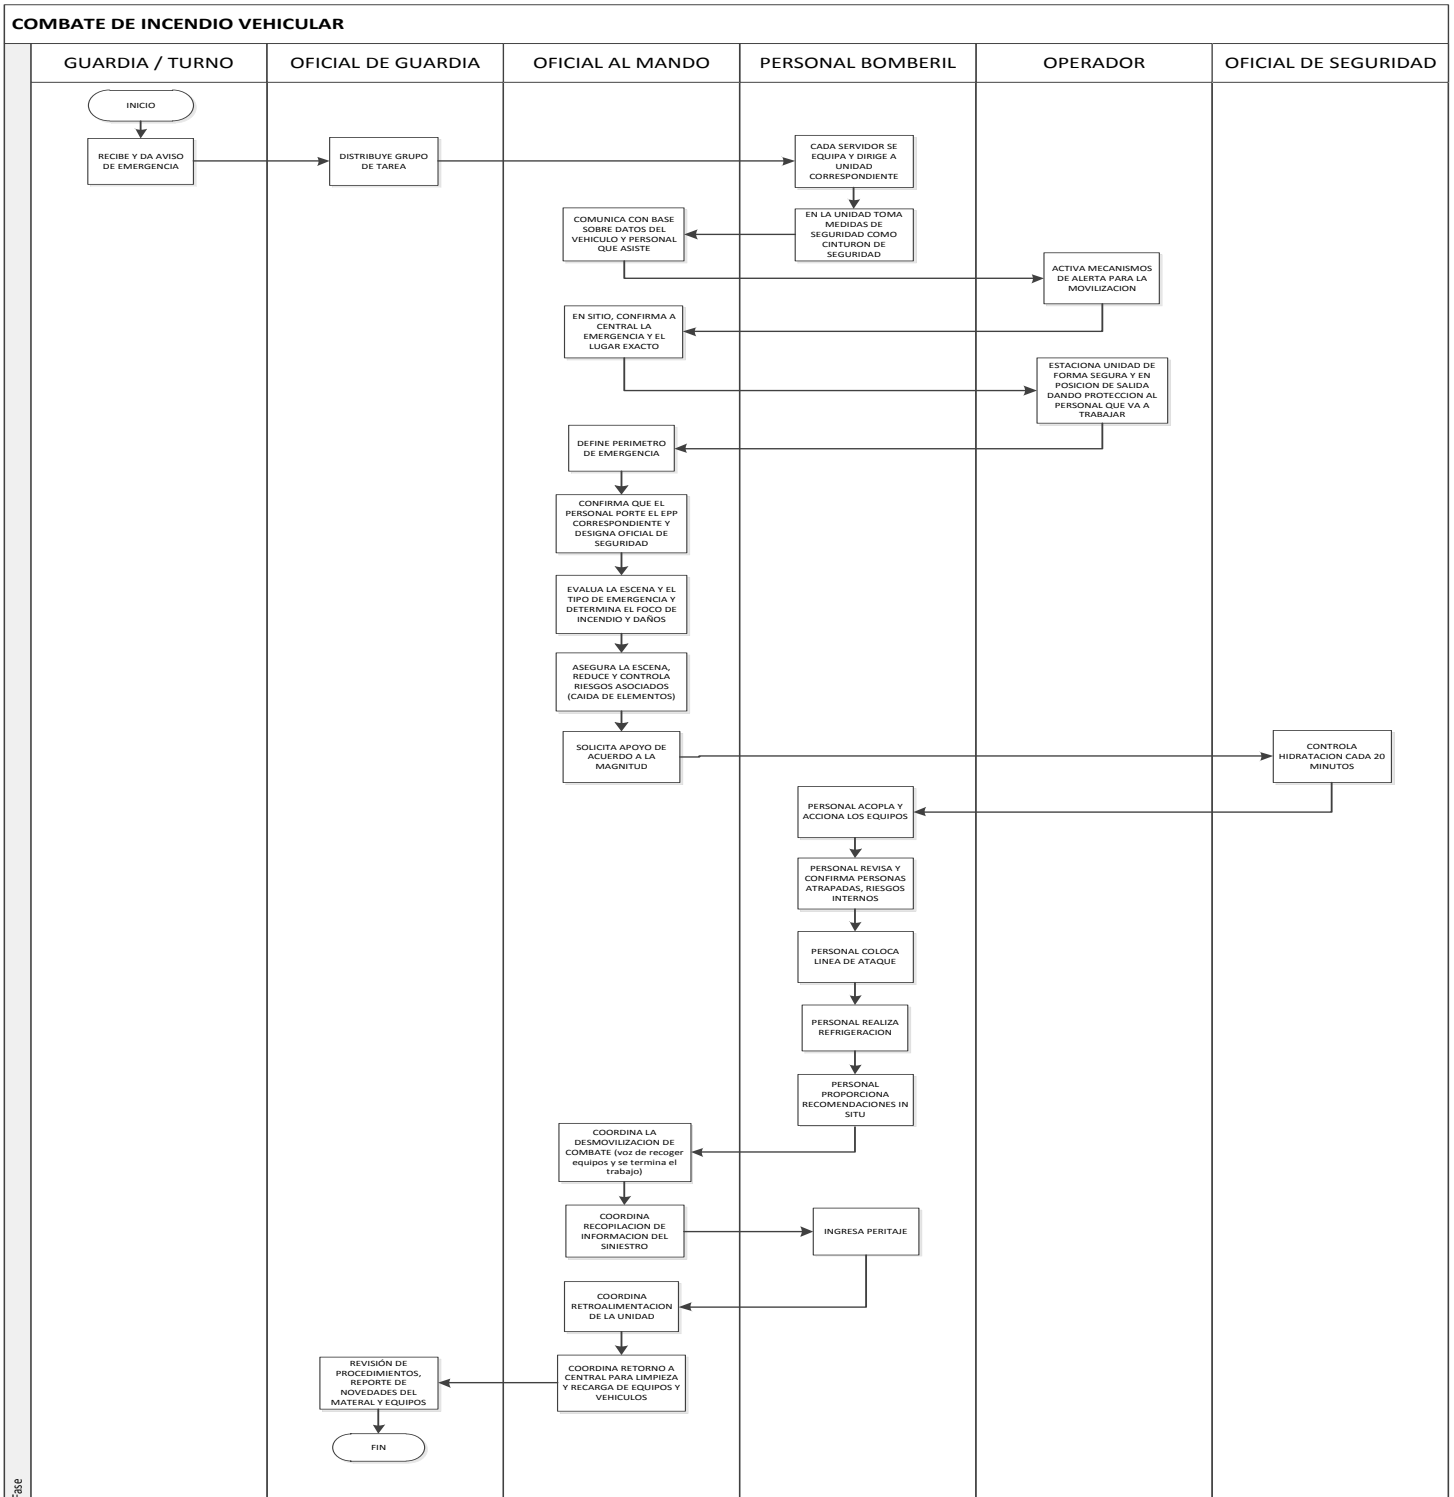 COMBATE DE INCENDIO VEHICULAR
GUARDIA / TURNO
OFICIAL DE GUARDIA
OFICIAL AL MANDO
PERSONAL BOMBERIL
OPERADOR
OFICIAL DE SEGURIDAD
INICIO
RECIBE Y DA AVISO
DE EMERGENCIA
DISTRIBUYE GRUPO
DE TAREA
CADA SERVIDOR SE
EQUIPA Y DIRIGE A
UNIDAD
CORRESPONDIENTE
EN LA UNIDAD TOMA
MEDIDAS DE
SEGURIDAD COMO
CINTURON DE
SEGURIDAD
COMUNICA CON BASE
SOBRE DATOS DEL
VEHICULO Y PERSONAL
QUE ASISTE
ACTIVA MECANISMOS
DE ALERTA PARA LA
MOVILIZACION
EN SITIO, CONFIRMA A
CENTRAL LA
EMERGENCIA Y EL
LUGAR EXACTO
ESTACIONA UNIDAD DE
FORMA SEGURA Y EN
POSICION DE SALIDA
DANDO PROTECCION AL
PERSONAL QUE VA A
TRABAJAR
DEFINE PERIMETRO
DE EMERGENCIA
CONFIRMA QUE EL
PERSONAL PORTE EL EPP
CORRESPONDIENTE Y
DESIGNA OFICIAL DE
SEGURIDAD
EVALUA LA ESCENA Y EL
TIPO DE EMERGENCIA Y
DETERMINA EL FOCO DE
INCENDIO Y DAÑOS
ASEGURA LA ESCENA,
REDUCE Y CONTROLA
RIESGOS ASOCIADOS
(CAIDA DE ELEMENTOS)
SOLICITA APOYO DE
ACUERDO A LA
MAGNITUD
CONTROLA
HIDRATACION CADA 20
MINUTOS
PERSONAL ACOPLA Y
ACCIONA LOS EQUIPOS
PERSONAL REVISA Y
CONFIRMA PERSONAS
ATRAPADAS, RIESGOS
INTERNOS
PERSONAL COLOCA
LINEA DE ATAQUE
PERSONAL REALIZA
REFRIGERACION
PERSONAL
PROPORCIONA
RECOMENDACIONES IN
SITU
COORDINA LA
DESMOVILIZACION DE
COMBATE (voz de recoger
equipos y se termina el
trabajo)
COORDINA
RECOPILACION DE
INFORMACION DEL
SINIESTRO
INGRESA PERITAJE
COORDINA
RETROALIMENTACION
DE LA UNIDAD
COORDINA RETORNO A
CENTRAL PARA LIMPIEZA
Y RECARGA DE EQUIPOS Y
VEHICULOS
REVISIÓN DE
PROCEDIMIENTOS,
REPORTE DE
NOVEDADES DEL
MATERAL Y EQUIPOS
FIN
Fase